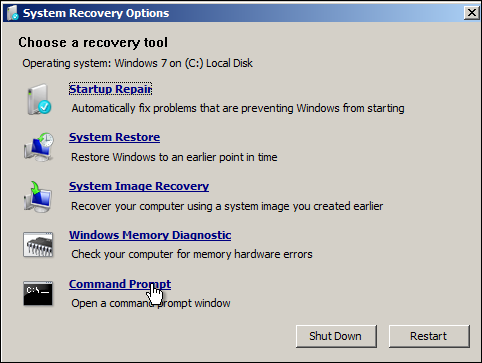 System Recovery Options
Choose a recovery tool
Operating system: Windows 7 on (C:) Local Disk
Startup Repair
Automatically fix problems that are preventing Windows from starting
System Restore
Restore Windows to an earlier point in time
System Image Recovery
Recover your computer using a system image you created earlier
Windows Memory Diagnostic
Check your computer for memory hardware errors
C:\
Command Prompt
Open a command prompt window
Shut Down
Restart